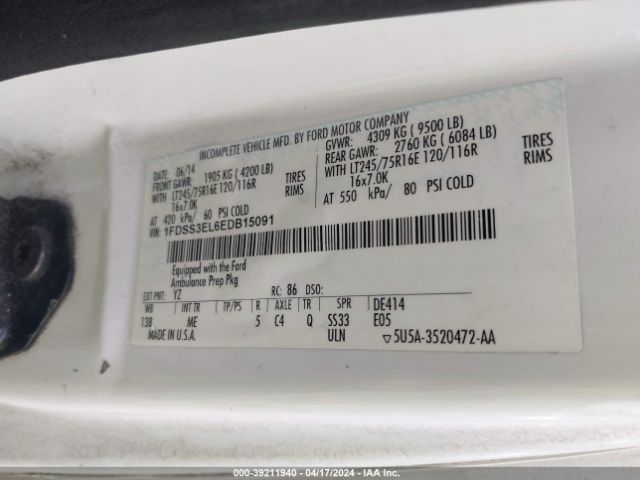 INCOMPLETE VEHICLE MFD. BY FORD MOTOR COMPANY
DATE: 06/14 GVWR: 4309 KG ( 9500 LB)
FRONT GAWR: 1905 KG ( 4200 LB) REAR GAWR: 2760 KG ( 6084 LB)
WITH LT245/75R16E 120/116R TIRES WITH LT245/75R16E 120/116R TIRES
16x7.0K RIMS 16x7.0K RIMS
AT 420 kPa/ 60 PSI COLD AT 550 kPa/ 80 PSI COLD
VIN: 1FDSS3EL6EDB15091
Equipped with the Ford
Ambulance Prep Pkg
EXT PNT: YZ RC: 86 DSO:
WB INT TR TP/PS R AXLE TR SPR DE414
138 ME 5 C4 Q SS33 E05
MADE IN U.S.A. ULN ▽5U5A-3520472-AA
000-39211940 - 04/17/2024 - IAA Inc.